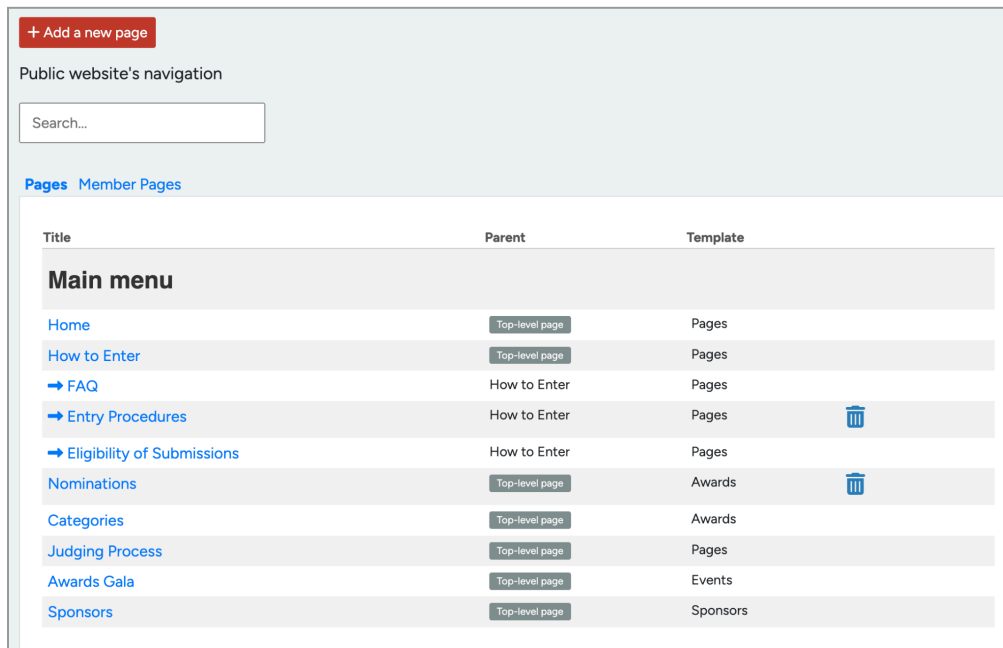 + Add a new page
Public website's navigation
Search...
Pages Member Pages
Title Parent Template
Main menu
Home Top-level page Pages
How to Enter Top-level page Pages
➞ FAQ How to Enter Pages
➞ Entry Procedures How to Enter Pages
➞ Eligibility of Submissions How to Enter Pages
Nominations Top-level page Awards
Categories Top-level page Awards
Judging Process Top-level page Pages
Awards Gala Top-level page Events
Sponsors Top-level page Sponsors